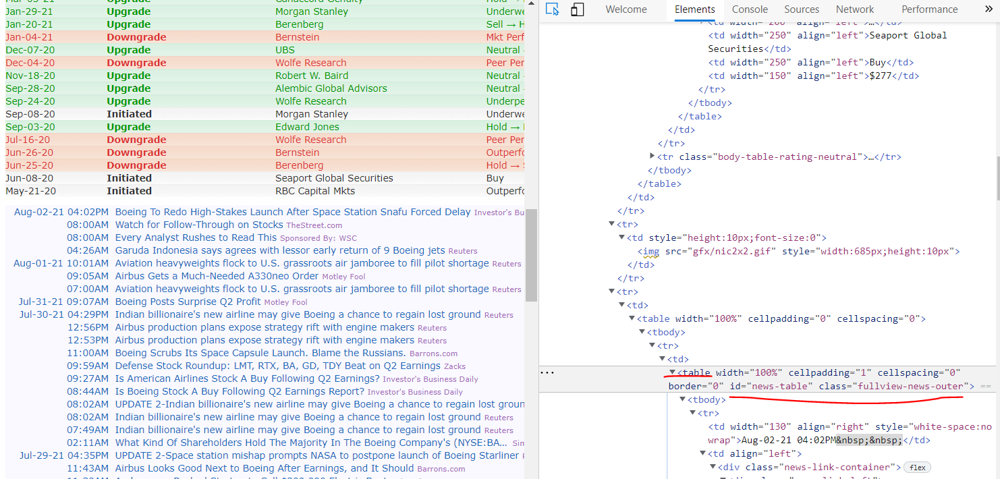 Mar-05-21 Upgrade Canaccord Genuity Hold →
Jan-29-21 Upgrade Morgan Stanley Underwe
Jan-20-21 Upgrade Berenberg Sell → H
Jan-04-21 Downgrade Bernstein Mkt Perf
Dec-07-20 Upgrade UBS Neutral
Dec-04-20 Downgrade Wolfe Research Peer Per
Nov-18-20 Upgrade Robert W. Baird Neutral
Sep-28-20 Upgrade Alembic Global Advisors Neutral
Sep-24-20 Upgrade Wolfe Research Underpe
Sep-08-20 Initiated Morgan Stanley Underwe
Sep-03-20 Upgrade Edward Jones Hold →
Jul-16-20 Downgrade Wolfe Research Peer Per
Jun-26-20 Downgrade Bernstein Outperfo
Jun-25-20 Downgrade Berenberg Hold →
Jun-08-20 Initiated Seaport Global Securities Buy
May-21-20 Initiated RBC Capital Mkts Outperfo
Aug-02-21 04:02PM Boeing To Redo High-Stakes Launch After Space Station Snafu Forced Delay Investor's Bu
08:00AM Watch for Follow-Through on Stocks TheStreet.com
08:00AM Every Analyst Rushes to Read This Sponsored By: WSC
04:26AM Garuda Indonesia says agrees with lessor early return of 9 Boeing jets Reuters
Aug-01-21 10:01AM Aviation heavyweights flock to U.S. grassroots air jamboree to fill pilot shortage Reuters
09:05AM Airbus Gets a Much-Needed A330neo Order Motley Fool
07:00AM Aviation heavyweights flock to U.S. grassroots air jamboree to fill pilot shortage Reuters
Jul-31-21 09:07AM Boeing Posts Surprise Q2 Profit Motley Fool
Jul-30-21 04:29PM Indian billionaire's new airline may give Boeing a chance to regain lost ground Reuters
12:56PM Airbus production plans expose strategy rift with engine makers Reuters
12:53PM Airbus production plans expose strategy rift with engine makers Reuters
11:00AM Boeing Scrubs Its Space Capsule Launch. Blame the Russians. Barrons.com
09:59AM Defense Stock Roundup: LMT, RTX, BA, GD, TDY Beat on Q2 Earnings Zacks
09:27AM Is American Airlines Stock A Buy Following Q2 Earnings? Investor's Business Daily
08:44AM Is Boeing Stock A Buy Following Q2 Earnings Report? Investor's Business Daily
08:02AM UPDATE 2-Indian billionaire's new airline may give Boeing a chance to regain lost groun
08:02AM Indian billionaire's new airline may give Boeing a chance to regain lost ground Reuters
07:49AM Indian billionaire's new airline may give Boeing a chance to regain lost ground Reuters
02:11AM What Kind Of Shareholders Hold The Majority In The Boeing Company's (NYSE:BA... Sim
Jul-29-21 04:35PM UPDATE 2-Space station mishap prompts NASA to postpone launch of Boeing Starliner
11:43AM Airbus Looks Good Next to Boeing After Earnings, and It Should Barrons.com
Welcome Elements Console Sources Network Performance »
<td width="200" align="left">…</td>
<td width="250" align="left">Seaport Global
Securities</td>
<td width="250" align="left">Buy</td>
<td width="150" align="left">$277</td>
</tr>
</tbody>
</table>
</td>
</tr>
<tr class="body-table-rating-neutral">…</tr>
</tbody>
</table>
</td>
</tr>
<tr>
<td style="height:10px;font-size:0">
<img src="gfx/nic2x2.gif" style="width:685px;height:10px">
</td>
</tr>
<tr>
<td>
<table width="100%" cellpadding="0" cellspacing="0">
<tbody>
<tr>
<td>
... <table width="100%" cellpadding="1" cellspacing="0"
border="0" id="news-table" class="fullview-news-outer"> ==
<tbody>
<tr>
<td width="130" align="right" style="white-space:no
wrap">Aug-02-21 04:02PM&nbsp;&nbsp;</td>
<td align="left">
<div class="news-link-container"> flex